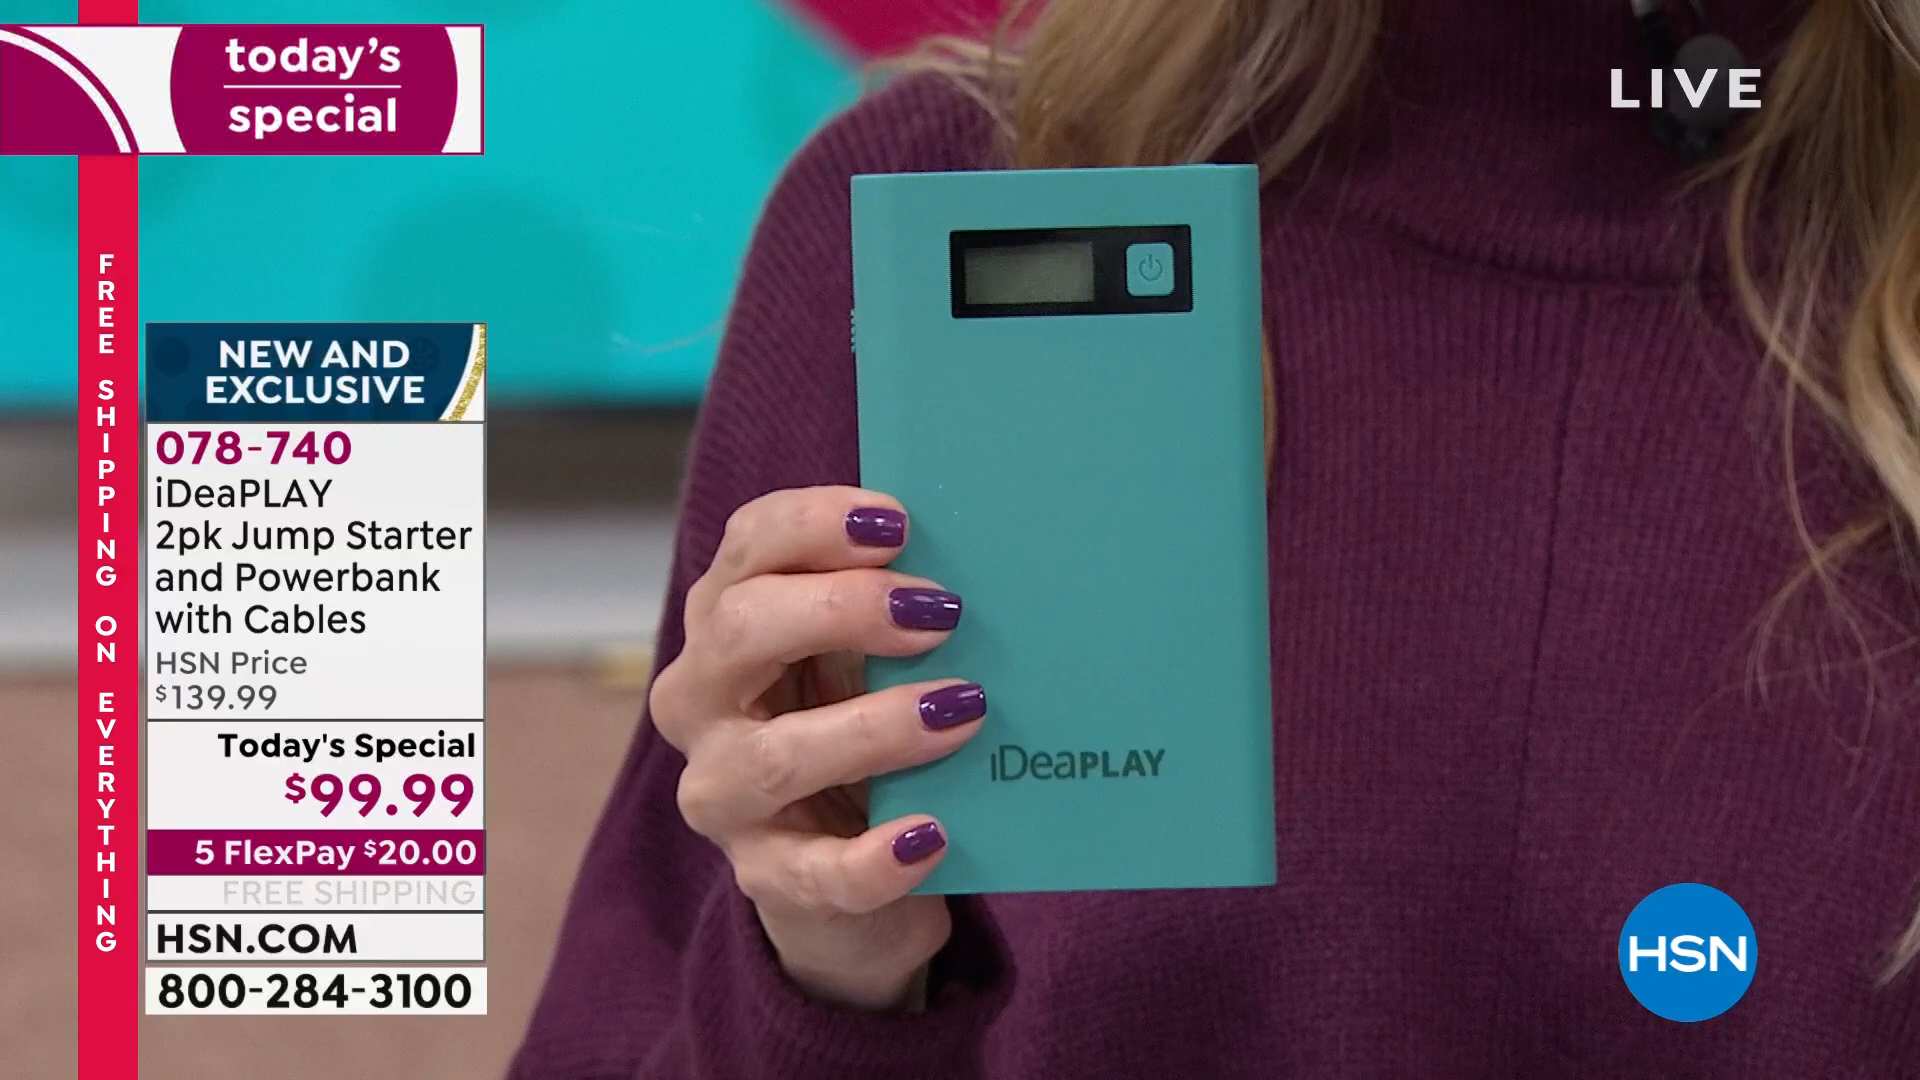 today's
special
LIVE
FREE SHIPPING ON EVERYTHING
NEW AND
EXCLUSIVE
078-740
iDeaPLAY
2pk Jump Starter
and Powerbank
with Cables
HSN Price
$139.99
Today's Special
$99.99
5 FlexPay $20.00
FREE SHIPPING
HSN.COM
800-284-3100
iDeaPLAY
HSN